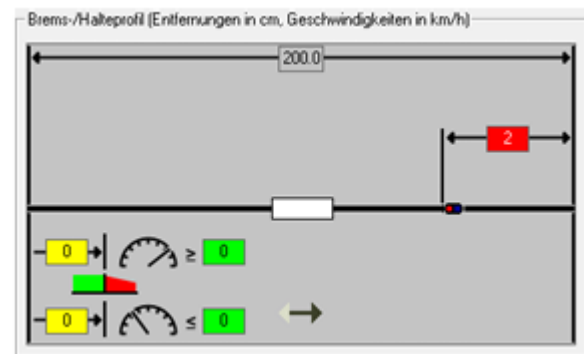 Brems-/Halteprofil (Entfernungen in cm, Geschwindigkeiten in km/h)
200.0
2
0 ≥ 0
0 ≤ 0